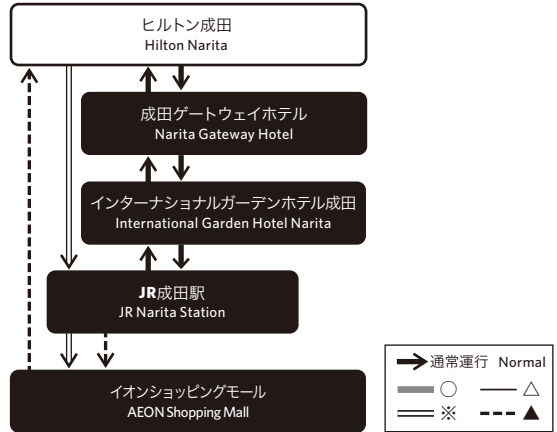 ヒルトン成田
Hilton Narita
成田ゲートウェイホテル
Narita Gateway Hotel
インターナショナルガーデンホテル成田
International Garden Hotel Narita
JR成田駅
JR Narita Station
イオンショッピングモール
AEON Shopping Mall
通常運行 Normal
○ △
※ ▲